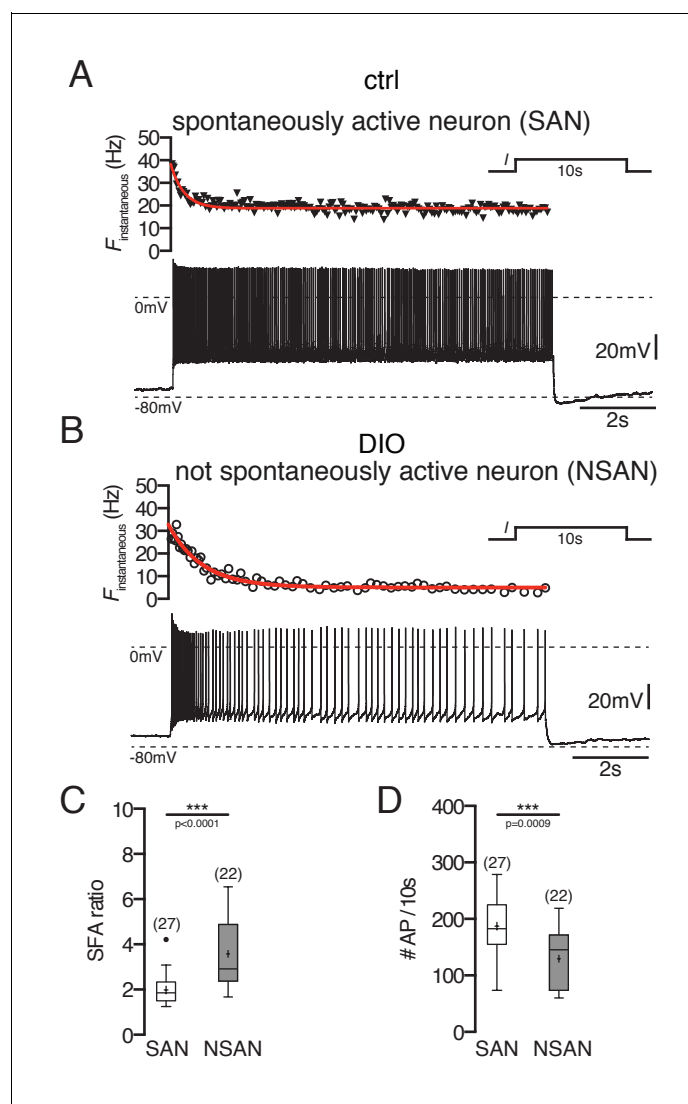 A
ctrl
spontaneously active neuron (SAN)
50
40
30
20
10
0
Finstantaneous (Hz)
I
10s
0mV
20mV
-80mV
2s
B
DIO
not spontaneously active neuron (NSAN)
50
40
30
20
10
0
Finstantaneous (Hz)
I
10s
0mV
20mV
-80mV
2s
C
10
8
6
4
2
0
SFA ratio
***
p<0.0001
(27)
(22)
SAN NSAN
D
400
300
200
100
0
# AP / 10s
***
p=0.0009
(27)
(22)
SAN NSAN